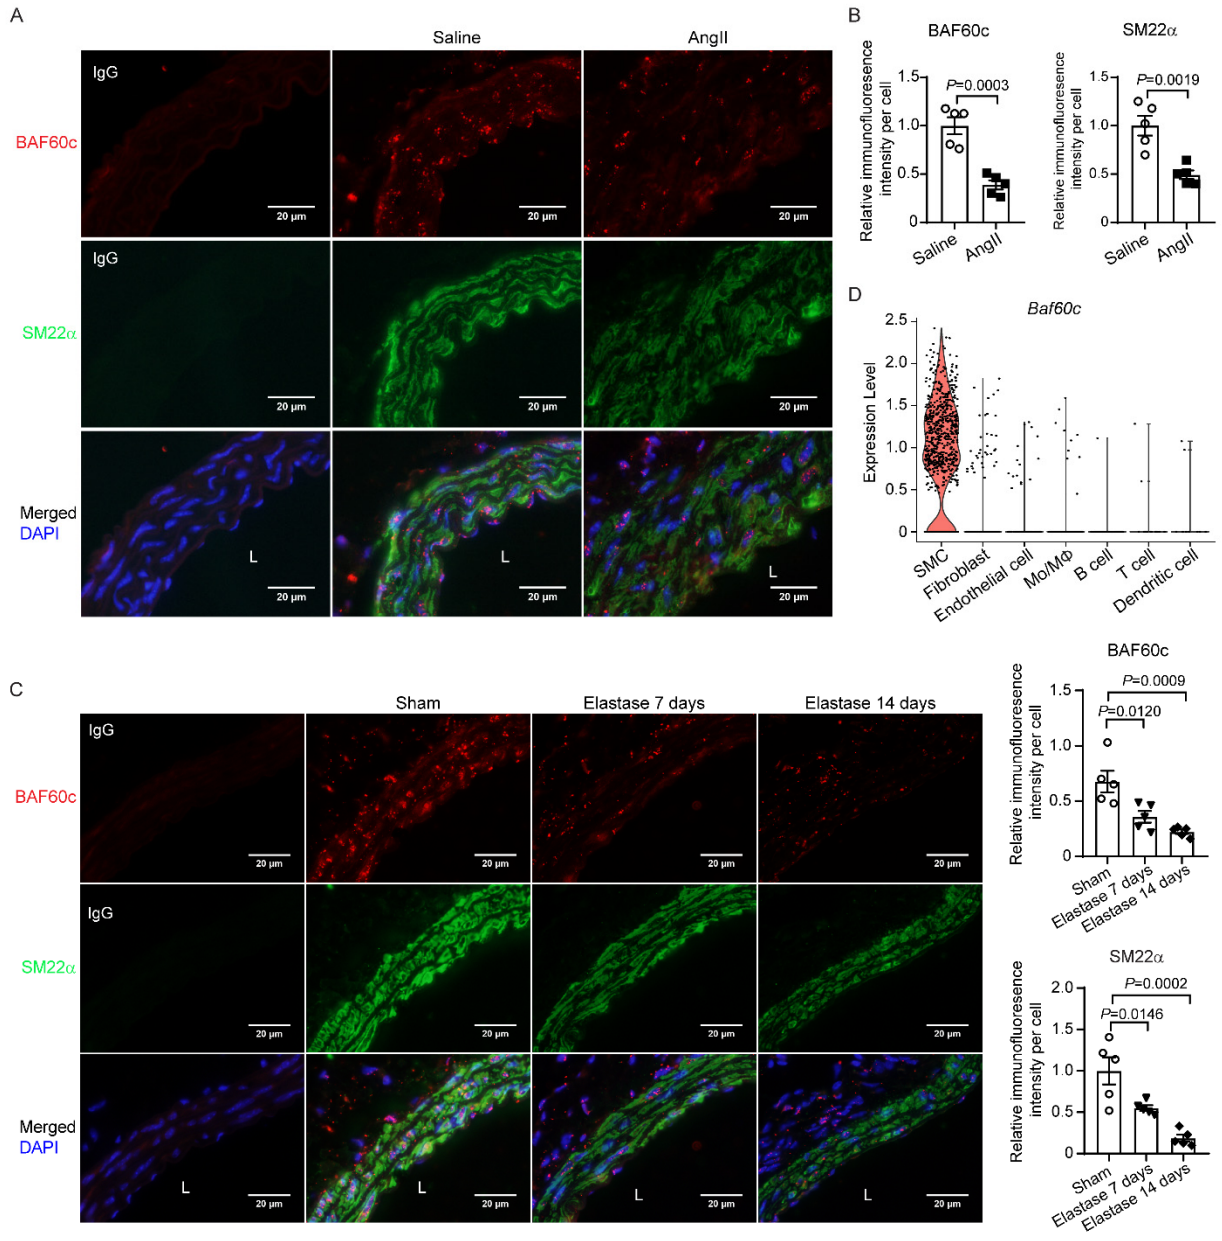 A
Saline
AngII
IgG
BAF60c
20 µm
20 µm
20 µm
IgG
SM22α
20 µm
20 µm
20 µm
Merged
DAPI
L
L
20 µm
20 µm
20 µm
B
BAF60c
Relative immunofluoresence
intensity per cell
1.5
1.0
0.5
0
P=0.0003
Saline
AngII
SM22α
Relative immunofluoresence
intensity per cell
1.5
1.0
0.5
0
P=0.0019
Saline
AngII
D
Baf60c
Expression Level
2.5
2.0
1.5
1.0
0.5
0
SMC
Fibroblast
Endothelial cell
Mo/MΦ
B cell
T cell
Dendritic cell
C
Sham
Elastase 7 days
Elastase 14 days
IgG
BAF60c
20 µm
20 µm
20 µm
20 µm
IgG
SM22α
20 µm
20 µm
20 µm
20 µm
Merged
DAPI
L
L
L
L
20 µm
20 µm
20 µm
20 µm
BAF60c
Relative immunofluoresence
intensity per cell
1.5
1.0
0.5
0
P=0.0009
P=0.0120
Sham
Elastase 7 days
Elastase 14 days
SM22α
Relative immunofluoresence
intensity per cell
2.0
1.5
1.0
0.5
0
P=0.0002
P=0.0146
Sham
Elastase 7 days
Elastase 14 days